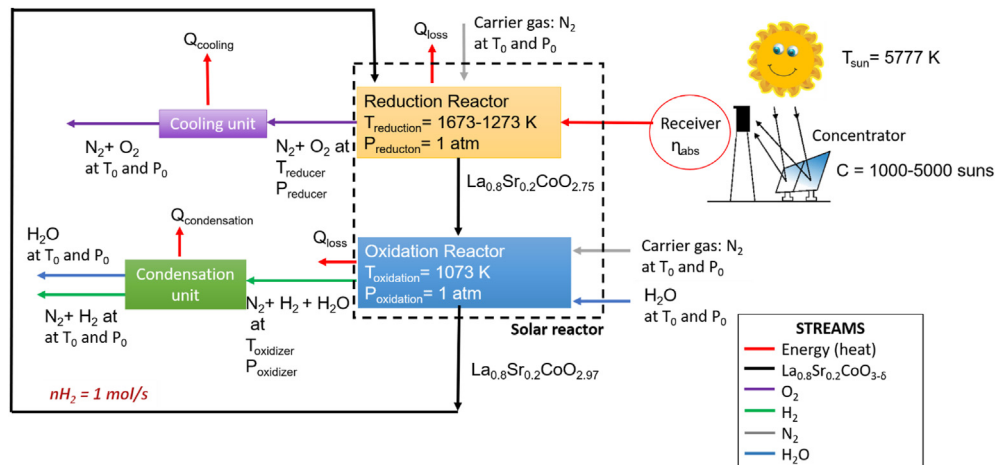 Q_cooling
Q_loss
Carrier gas: N₂
at T₀ and P₀
T_sun= 5777 K
Reduction Reactor
T_reduction = 1673-1273 K
P_reducton= 1 atm
Receiver
η_abs
Concentrator
C = 1000-5000 suns
Cooling unit
N₂+ O₂
at T₀ and P₀
N₂+ O₂ at
T_reducer
P_reducer
La₀.₈Sr₀.₂CoO₂.₇₅
Q_condensation
H₂O
at T₀ and P₀
Q_loss
Oxidation Reactor
T_oxidation = 1073 K
P_oxidation= 1 atm
Carrier gas: N₂
at T₀ and P₀
H₂O
at T₀ and P₀
Condensation
unit
N₂+ H₂ at
at T₀ and P₀
N₂+ H₂ + H₂O
at
T_oxidizer
P_oxidizer
Solar reactor
La₀.₈Sr₀.₂CoO₂.₉₇
nH₂ = 1 mol/s
STREAMS
Energy (heat)
La₀.₈Sr₀.₂CoO₃₋δ
O₂
H₂
N₂
H₂O